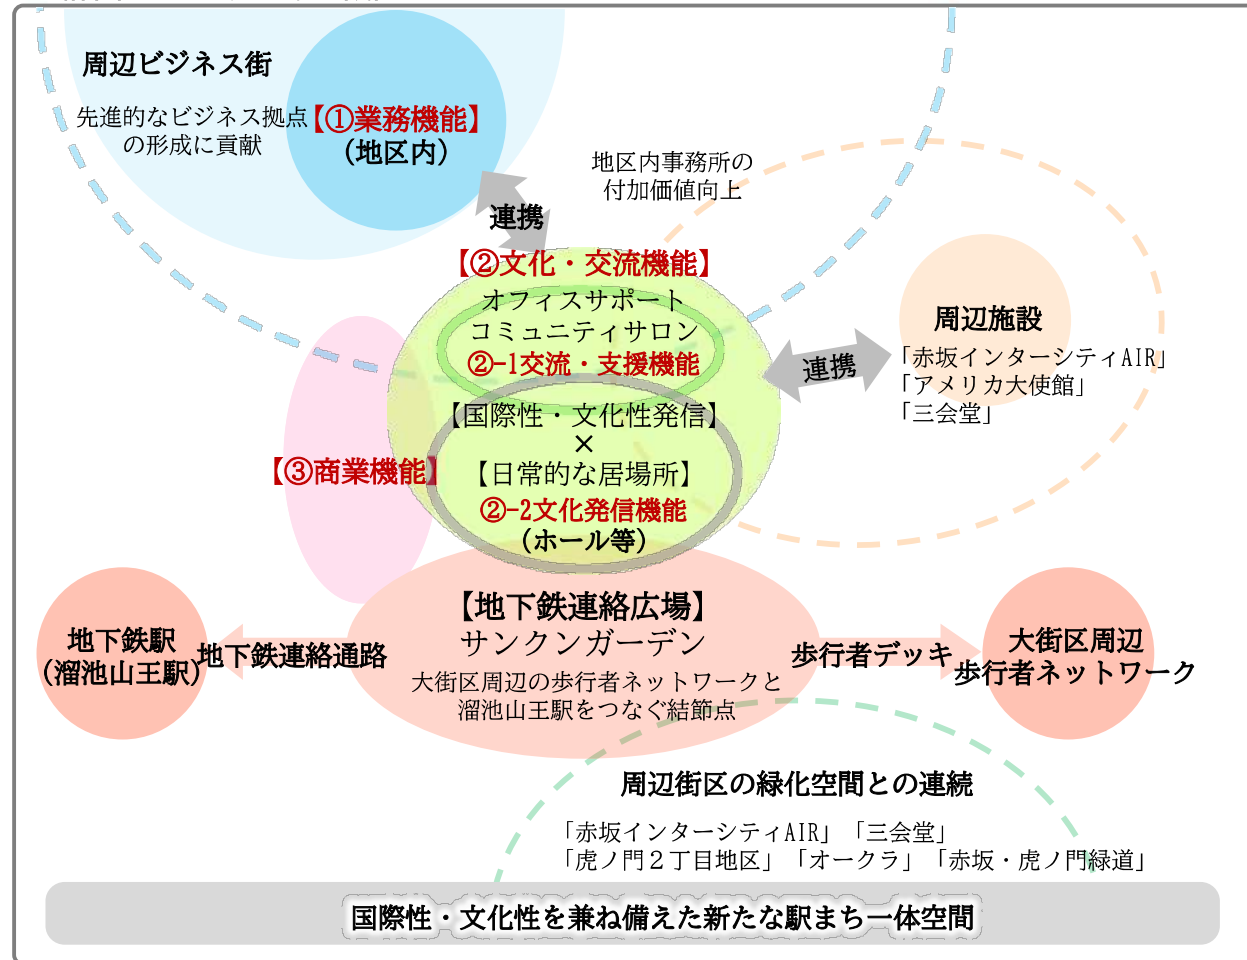 周辺ビジネス街
先進的なビジネス拠点
の形成に貢献
【①業務機能】
（地区内）
地区内事務所の
付加価値向上
連携
【②文化・交流機能】
オフィスサポート
コミュニティサロン
②-1交流・支援機能
周辺施設
「赤坂インターシティAIR」
「アメリカ大使館」
「三会堂」
連携
【国際性・文化性発信】
×
【日常的な居場所】
②-2文化発信機能
（ホール等）
【③商業機能】
【地下鉄連絡広場】
サンクンガーデン
大街区周辺の歩行者ネットワークと
溜池山王駅をつなぐ結節点
地下鉄駅
（溜池山王駅）
地下鉄連絡通路
歩行者デッキ
大街区周辺
歩行者ネットワーク
周辺街区の緑化空間との連続
「赤坂インターシティAIR」「三会堂」
「虎ノ門２丁目地区」「オークラ」「赤坂・虎ノ門緑道」
国際性・文化性を兼ね備えた新たな駅まち一体空間